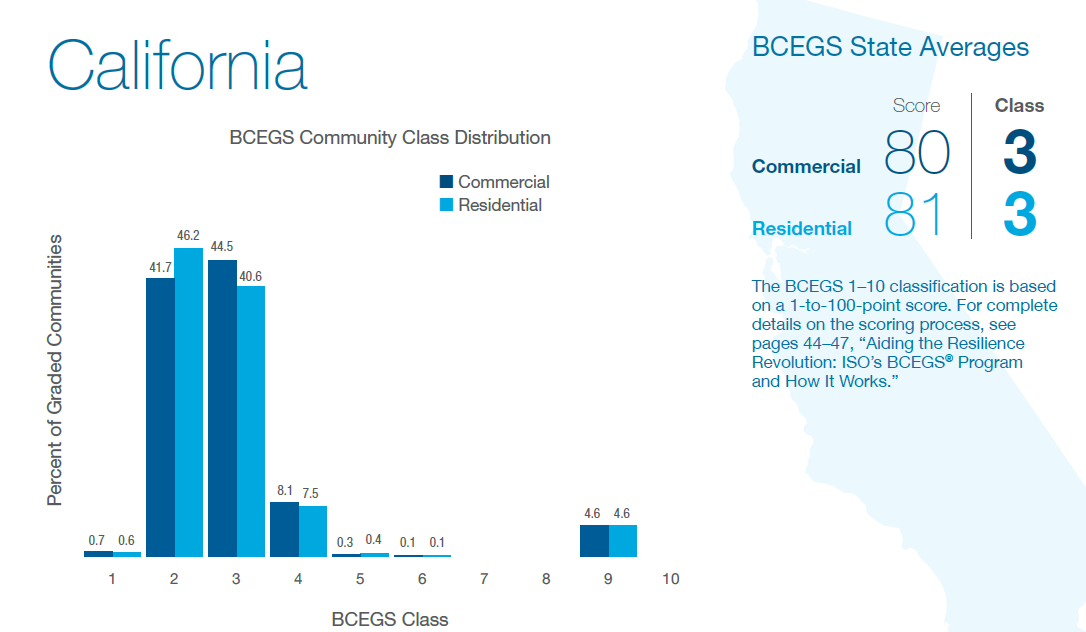 California
BCEGS Community Class Distribution
Commercial
Residential
Percent of Graded Communities
46.2
44.5
41.7
40.6
8.1 7.5
4.6 4.6
0.7 0.6
0.3 0.4 0.1 0.1
1 2 3 4 5 6 7 8 9 10
BCEGS Class
BCEGS State Averages
Score Class
Commercial 80 3
Residential 81 3
The BCEGS 1–10 classification is based
on a 1-to-100-point score. For complete
details on the scoring process, see
pages 44–47, “Aiding the Resilience
Revolution: ISO’s BCEGS® Program
and How It Works.”